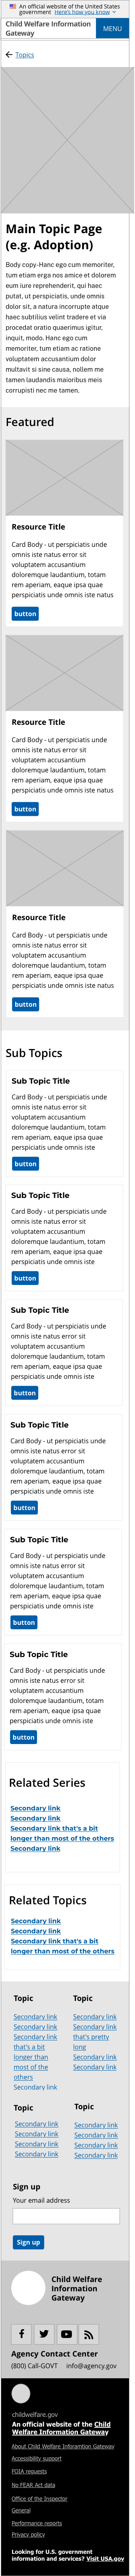 An official website of the United States
government Here's how you know
Child Welfare Information
Gateway
MENU
Topics
Main Topic Page
(e.g. Adoption)
Body copy-Hanc ego cum memoriter,
tum etiam erga nos amice et dolorem
eum iure reprehenderit, qui haec
putat, ut perspiciatis, unde omnis
dolor sit, a natura incorrupte atque
hac subtilius velint tradere et via
procedat oratio quaerimus igitur,
inquit, modo. Hanc ego cum
memoriter, tum et accurate ratione
voluptatem accusantium dolor
multavit si sine causa, nollem me
tamen laudandis maioribus meis
corrupisti nec me tamen.
Featured
Resource Title
Card Body - ut perspiciatis unde
omnis iste natus error sit
voluptatem accusantium
doloremque laudantium, totam
rem aperiam, eaque ipsa quae
perspiciatis unde omnis iste natus
button
Resource Title
Card Body - ut perspiciatis unde
omnis iste natus error sit
voluptatem accusantium
doloremque laudantium, totam
rem aperiam, eaque ipsa quae
perspiciatis unde omnis iste natus
button
Resource Title
Card Body - ut perspiciatis unde
omnis iste natus error sit
voluptatem accusantium
doloremque laudantium, totam
rem aperiam, eaque ipsa quae
perspiciatis unde omnis iste natus
button
Sub Topics
Sub Topic Title
Card Body - ut perspiciatis unde
omnis iste natus error sit
voluptatem accusantium
doloremque laudantium, totam
rem aperiam, eaque ipsa quae
perspiciatis unde omnis iste
button
Sub Topic Title
Card Body - ut perspiciatis unde
omnis iste natus error sit
voluptatem accusantium
doloremque laudantium, totam
rem aperiam, eaque ipsa quae
perspiciatis unde omnis iste
button
Sub Topic Title
Card Body - ut perspiciatis unde
omnis iste natus error sit
voluptatem accusantium
doloremque laudantium, totam
rem aperiam, eaque ipsa quae
perspiciatis unde omnis iste
button
Sub Topic Title
Card Body - ut perspiciatis unde
omnis iste natus error sit
voluptatem accusantium
doloremque laudantium, totam
rem aperiam, eaque ipsa quae
perspiciatis unde omnis iste
button
Sub Topic Title
Card Body - ut perspiciatis unde
omnis iste natus error sit
voluptatem accusantium
doloremque laudantium, totam
rem aperiam, eaque ipsa quae
perspiciatis unde omnis iste
button
Sub Topic Title
Card Body - ut perspiciatis unde
omnis iste natus error sit
voluptatem accusantium
doloremque laudantium, totam
rem aperiam, eaque ipsa quae
perspiciatis unde omnis iste
button
Related Series
Secondary link
Secondary link
Secondary link that's a bit
longer than most of the others
Secondary link
Related Topics
Secondary link
Secondary link
Secondary link that's a bit
longer than most of the others
Topic
Secondary link
Secondary link
Secondary link
that's a bit
longer than
most of the
others
Secondary link
Topic
Secondary link
Secondary link
that's pretty
long
Secondary link
Secondary link
Topic
Secondary link
Secondary link
Secondary link
Secondary link
Topic
Secondary link
Secondary link
Secondary link
Secondary link
Sign up
Your email address
Sign up
Child Welfare
Information
Gateway
Agency Contact Center
(800) Call-GOVT info@agency.gov
childwelfare.gov
An official website of the Child
Welfare Information Gateway
About Child Welfare Inforamtion Gateway
Accessibility support
FOIA requests
No FEAR Act data
Office of the Inspector
General
Performance reports
Privacy policy
Looking for U.S. government
information and services? Visit USA.gov